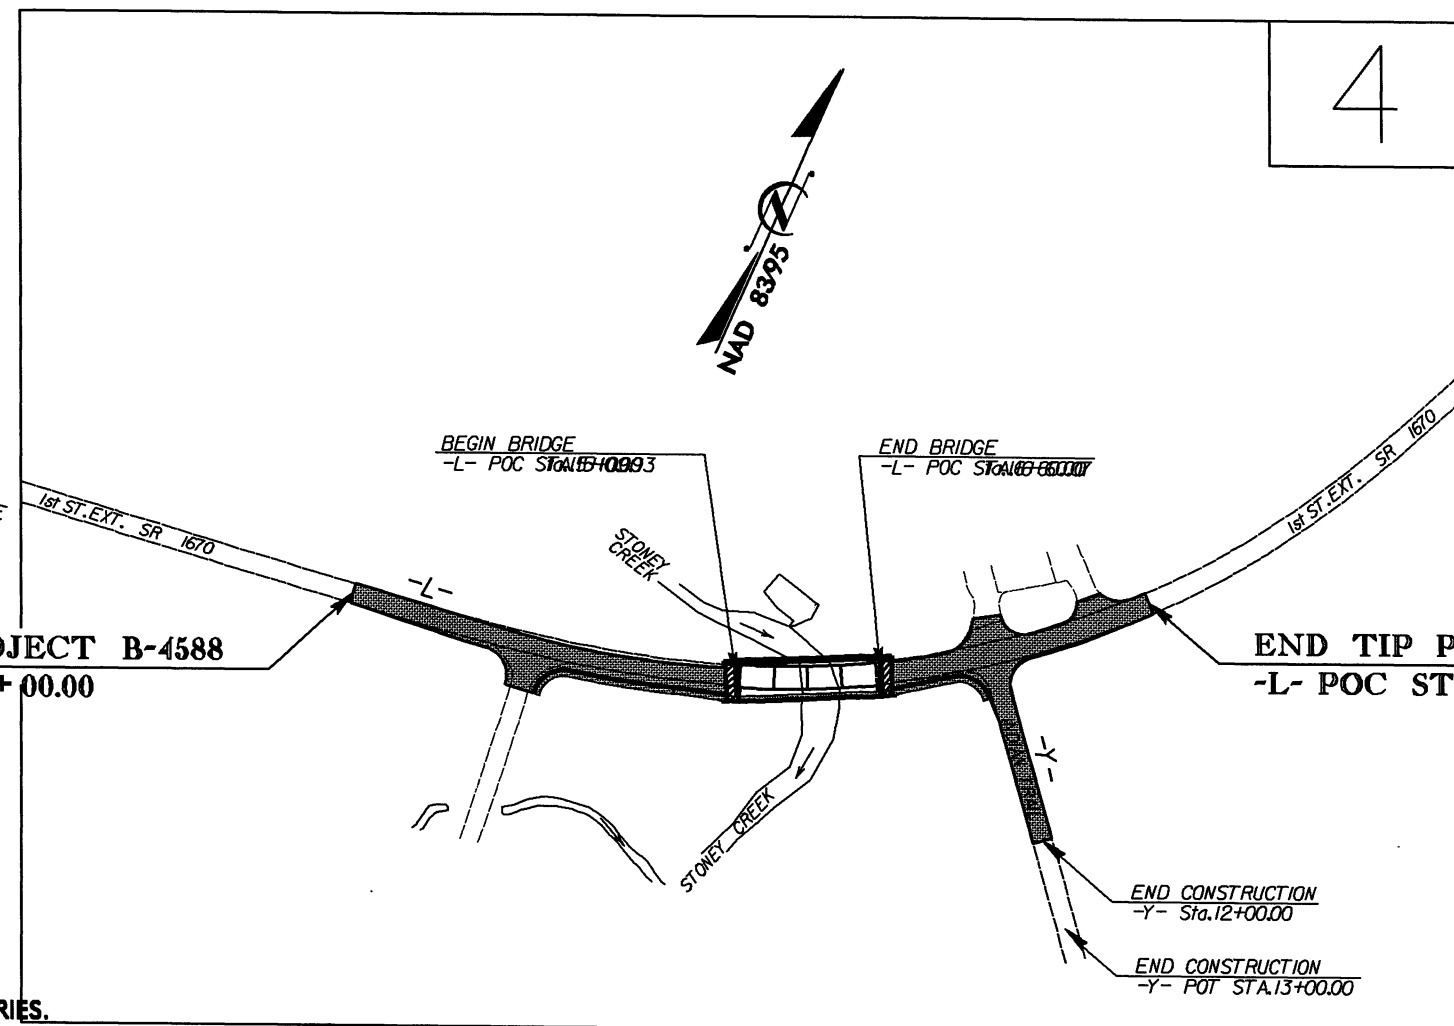 4
NAD 83/95
BEGIN BRIDGE
-L- POC
END BRIDGE
-L- POC
1st ST. EXT. SR 1670
1st ST. EXT. SR 1670
STONEY
CREEK
-L-
B-4588
+ 00.00
END TIP P
-L- POC ST
-Y-
STONEY CREEK
END CONSTRUCTION
-Y- Sta. 12+00.00
END CONSTRUCTION
-Y- POT STA. 13+00.00
RIES.